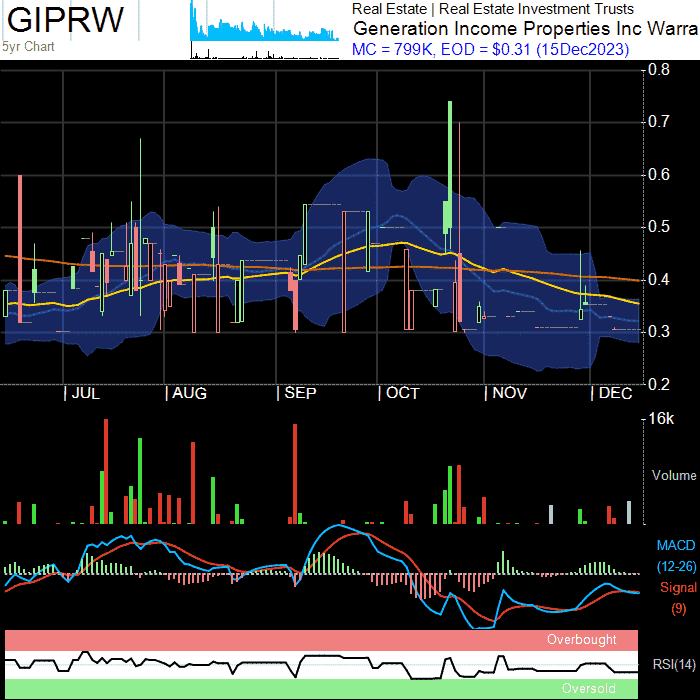 GIPRW
5yr Chart
Real Estate | Real Estate Investment Trusts
Generation Income Properties Inc Warra
MC = 799K, EOD = $0.31 (15Dec2023)
0.8
0.7
0.6
0.5
0.4
0.3
0.2
| JUL | AUG | SEP | OCT | NOV | DEC
16k
Volume
MACD
(12-26)
Signal
(9)
Overbought
RSI(14)
Oversold